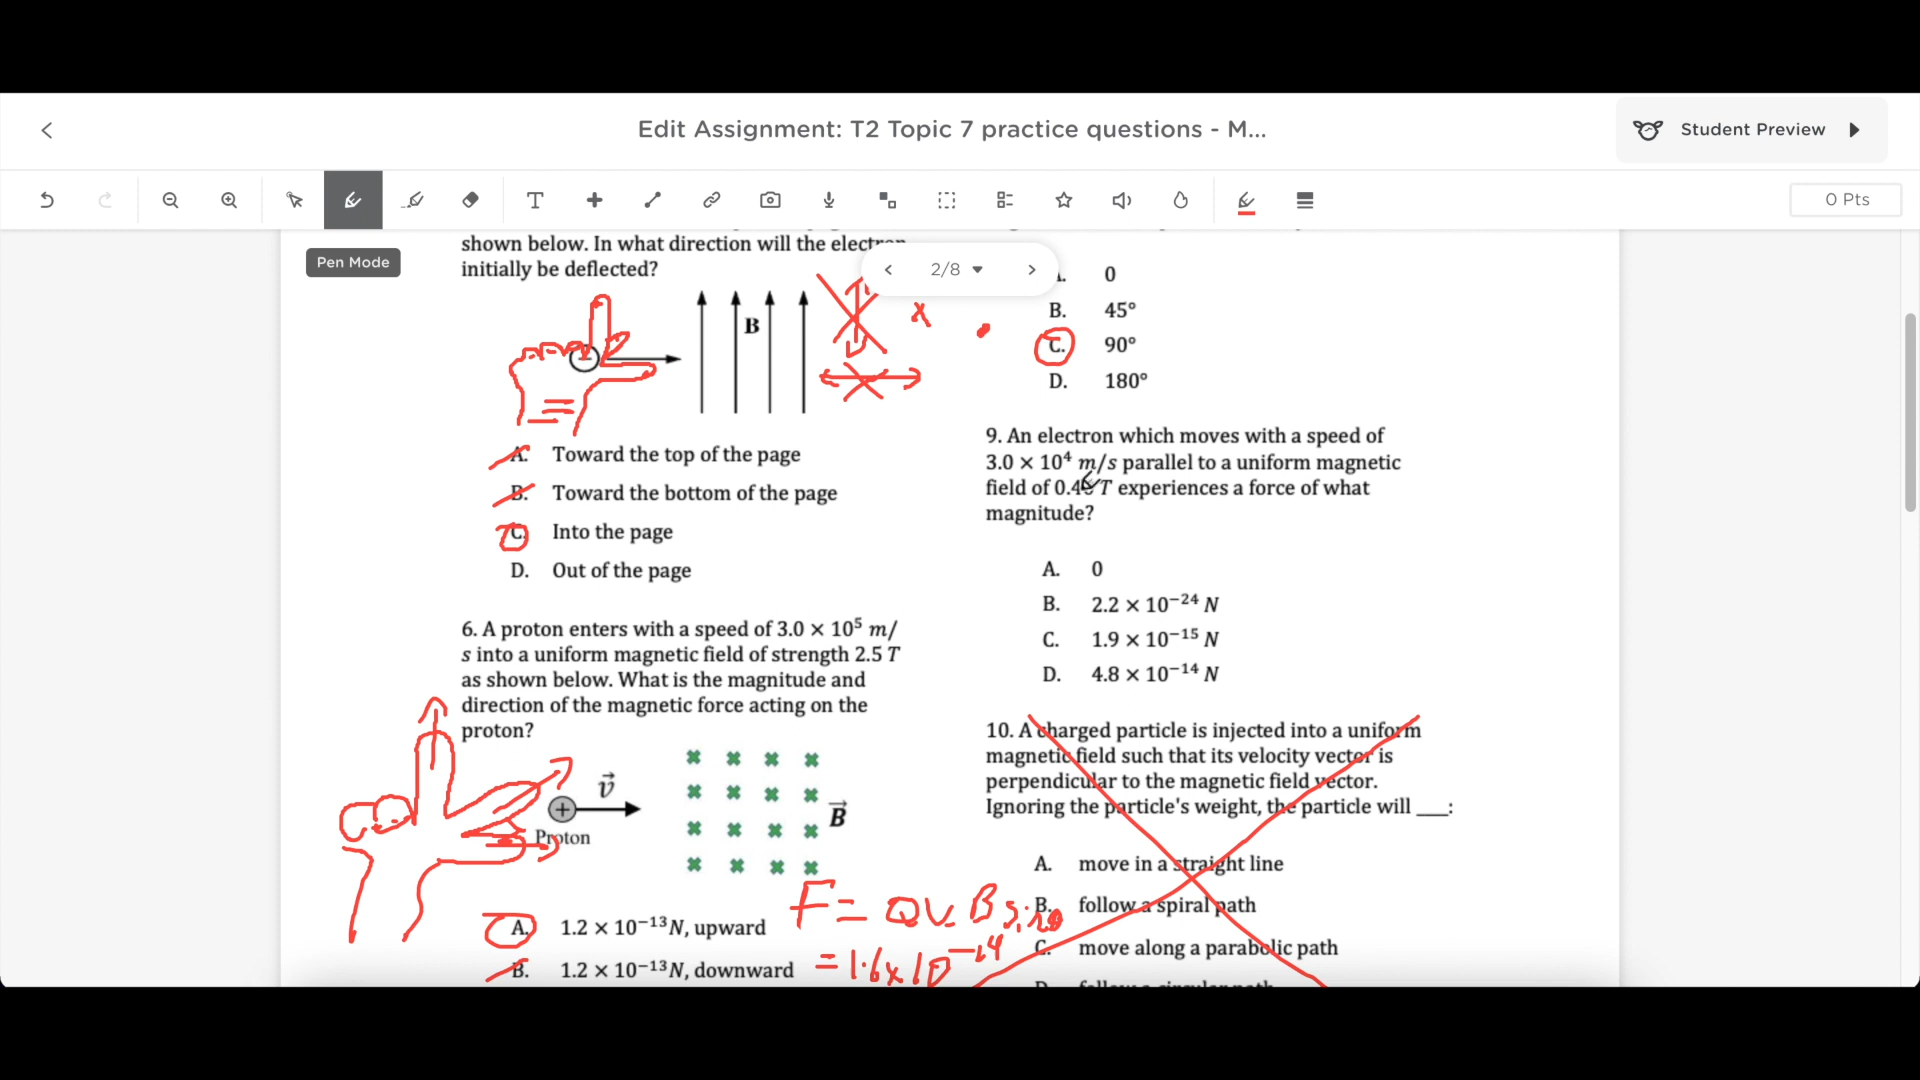 Edit Assignment: T2 Topic 7 practice questions - M...
Student Preview
0 Pts
Pen Mode
2/8
shown below. In what direction will the electron
initially be deflected?
B
A. Toward the top of the page
B. Toward the bottom of the page
C. Into the page
D. Out of the page
6. A proton enters with a speed of 3.0 × 10⁵ m/
s into a uniform magnetic field of strength 2.5 T
as shown below. What is the magnitude and
direction of the magnetic force acting on the
proton?
v⃗
Proton
B⃗
A. 1.2 × 10⁻¹³ N, upward
B. 1.2 × 10⁻¹³ N, downward
F = QVBsinθ
= 1.6x10
0
B. 45°
C. 90°
D. 180°
9. An electron which moves with a speed of
3.0 × 10⁴ m/s parallel to a uniform magnetic
field of T experiences a force of what
magnitude?
A. 0
B. 2.2 × 10⁻²⁴ N
C. 1.9 × 10⁻¹⁵ N
D. 4.8 × 10⁻¹⁴ N
10. A charged particle is injected into a uniform
magnetic field such that its velocity vector is
perpendicular to the magnetic field vector.
Ignoring the particle's weight, the particle will ___:
A. move in a straight line
B. follow a spiral path
C. move along a parabolic path